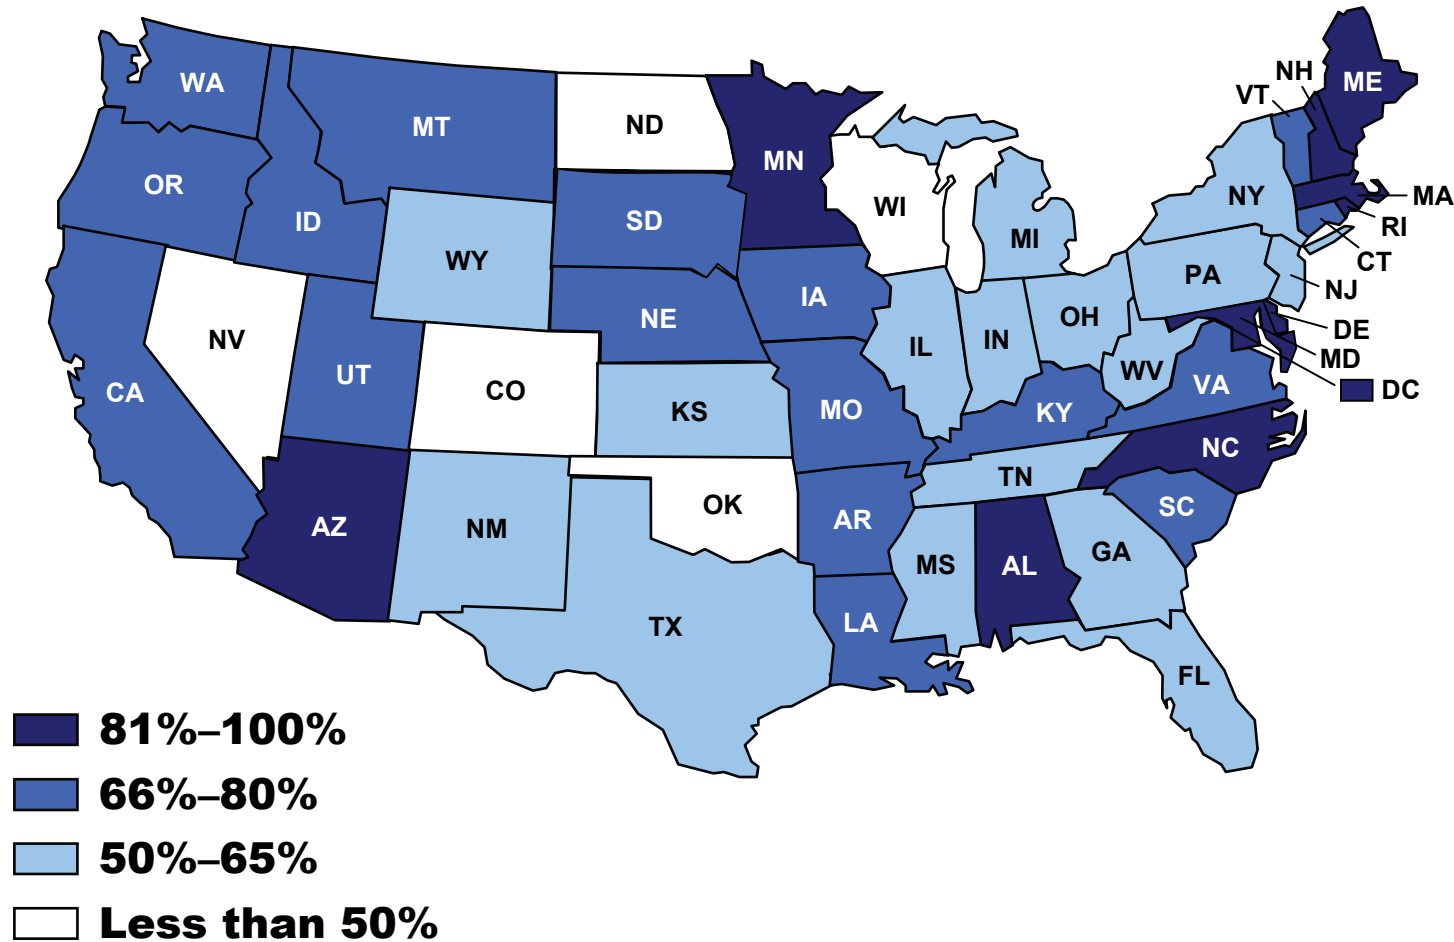 NH
ME
VT
WA
MT
ND
MN
OR
ID
SD
WI
NY
MA
RI
MI
CT
WY
PA
NJ
IA
NE
OH
DE
NV
IL
IN
MD
UT
WV
VA
DC
CA
CO
KS
MO
KY
NC
TN
AZ
NM
OK
AR
SC
MS
AL
GA
TX
LA
FL
81%–100%
66%–80%
50%–65%
Less than 50%